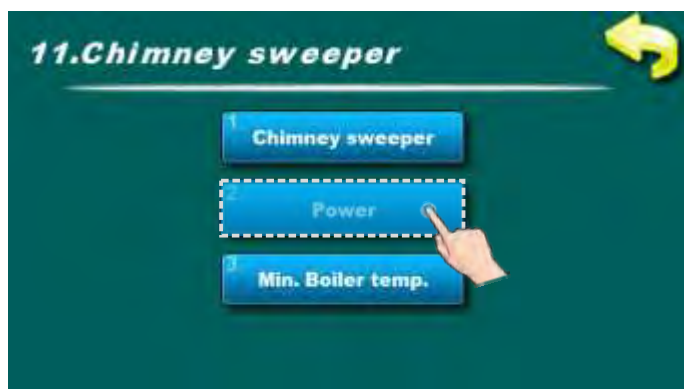 11.Chimney sweeper
1
Chimney sweeper
2
Power
3
Min. Boiler temp.